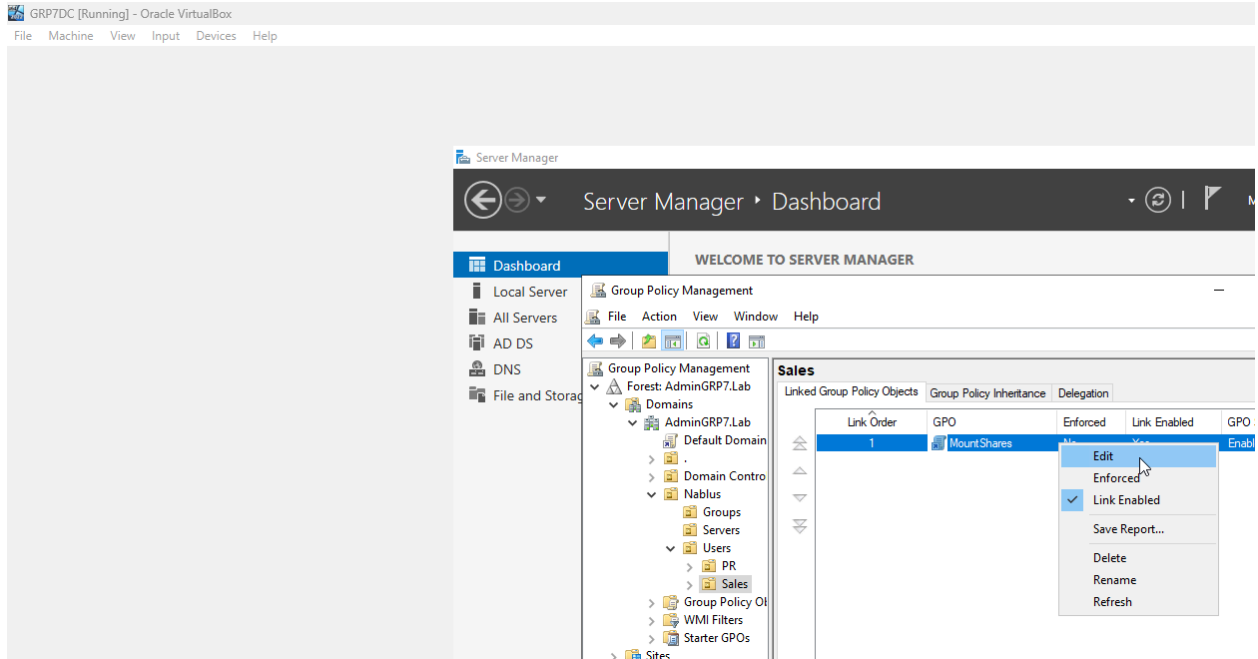 GRP7DC [Running] - Oracle VirtualBox
File Machine View Input Devices Help
Server Manager
Server Manager Dashboard
WELCOME TO SERVER MANAGER
Dashboard
Local Server
All Servers
AD DS
DNS
File and Storag
Group Policy Management
File Action View Window Help
Group Policy Management
Forest: AdminGRP7.Lab
Domains
AdminGRP7.Lab
Default Domain
.
Domain Contro
Nablus
Groups
Servers
Users
PR
Sales
Group Policy Ob
WMI Filters
Starter GPOs
Sites
Sales
Linked Group Policy Objects Group Policy Inheritance Delegation
Link Order GPO Enforced Link Enabled GPO
1 MountShares No Yes Enabl
Edit
Enforced
Link Enabled
Save Report...
Delete
Rename
Refresh